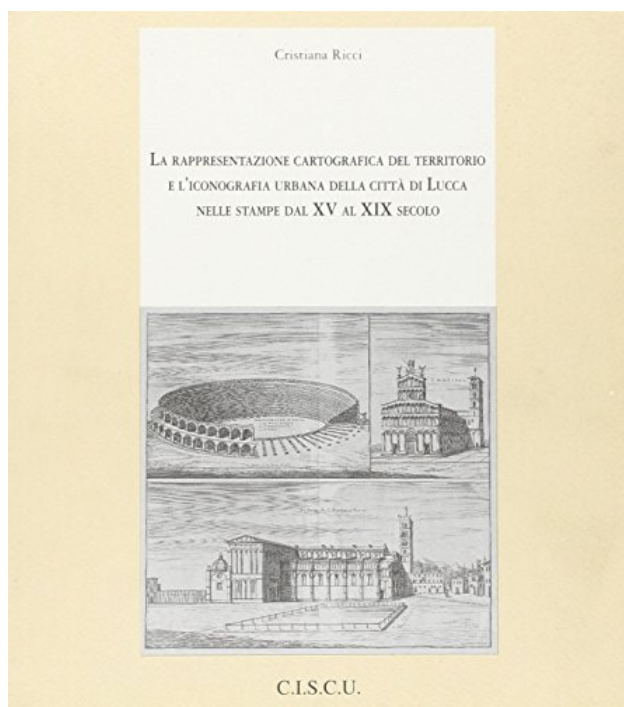 Cristiana Ricci
LA RAPPRESENTAZIONE CARTOGRAFICA DEL TERRITORIO
E L'ICONOGRAFIA URBANA DELLA CITTÀ DI LUCCA
NELLE STAMPE DAL XV AL XIX SECOLO
C.I.S.C.U.